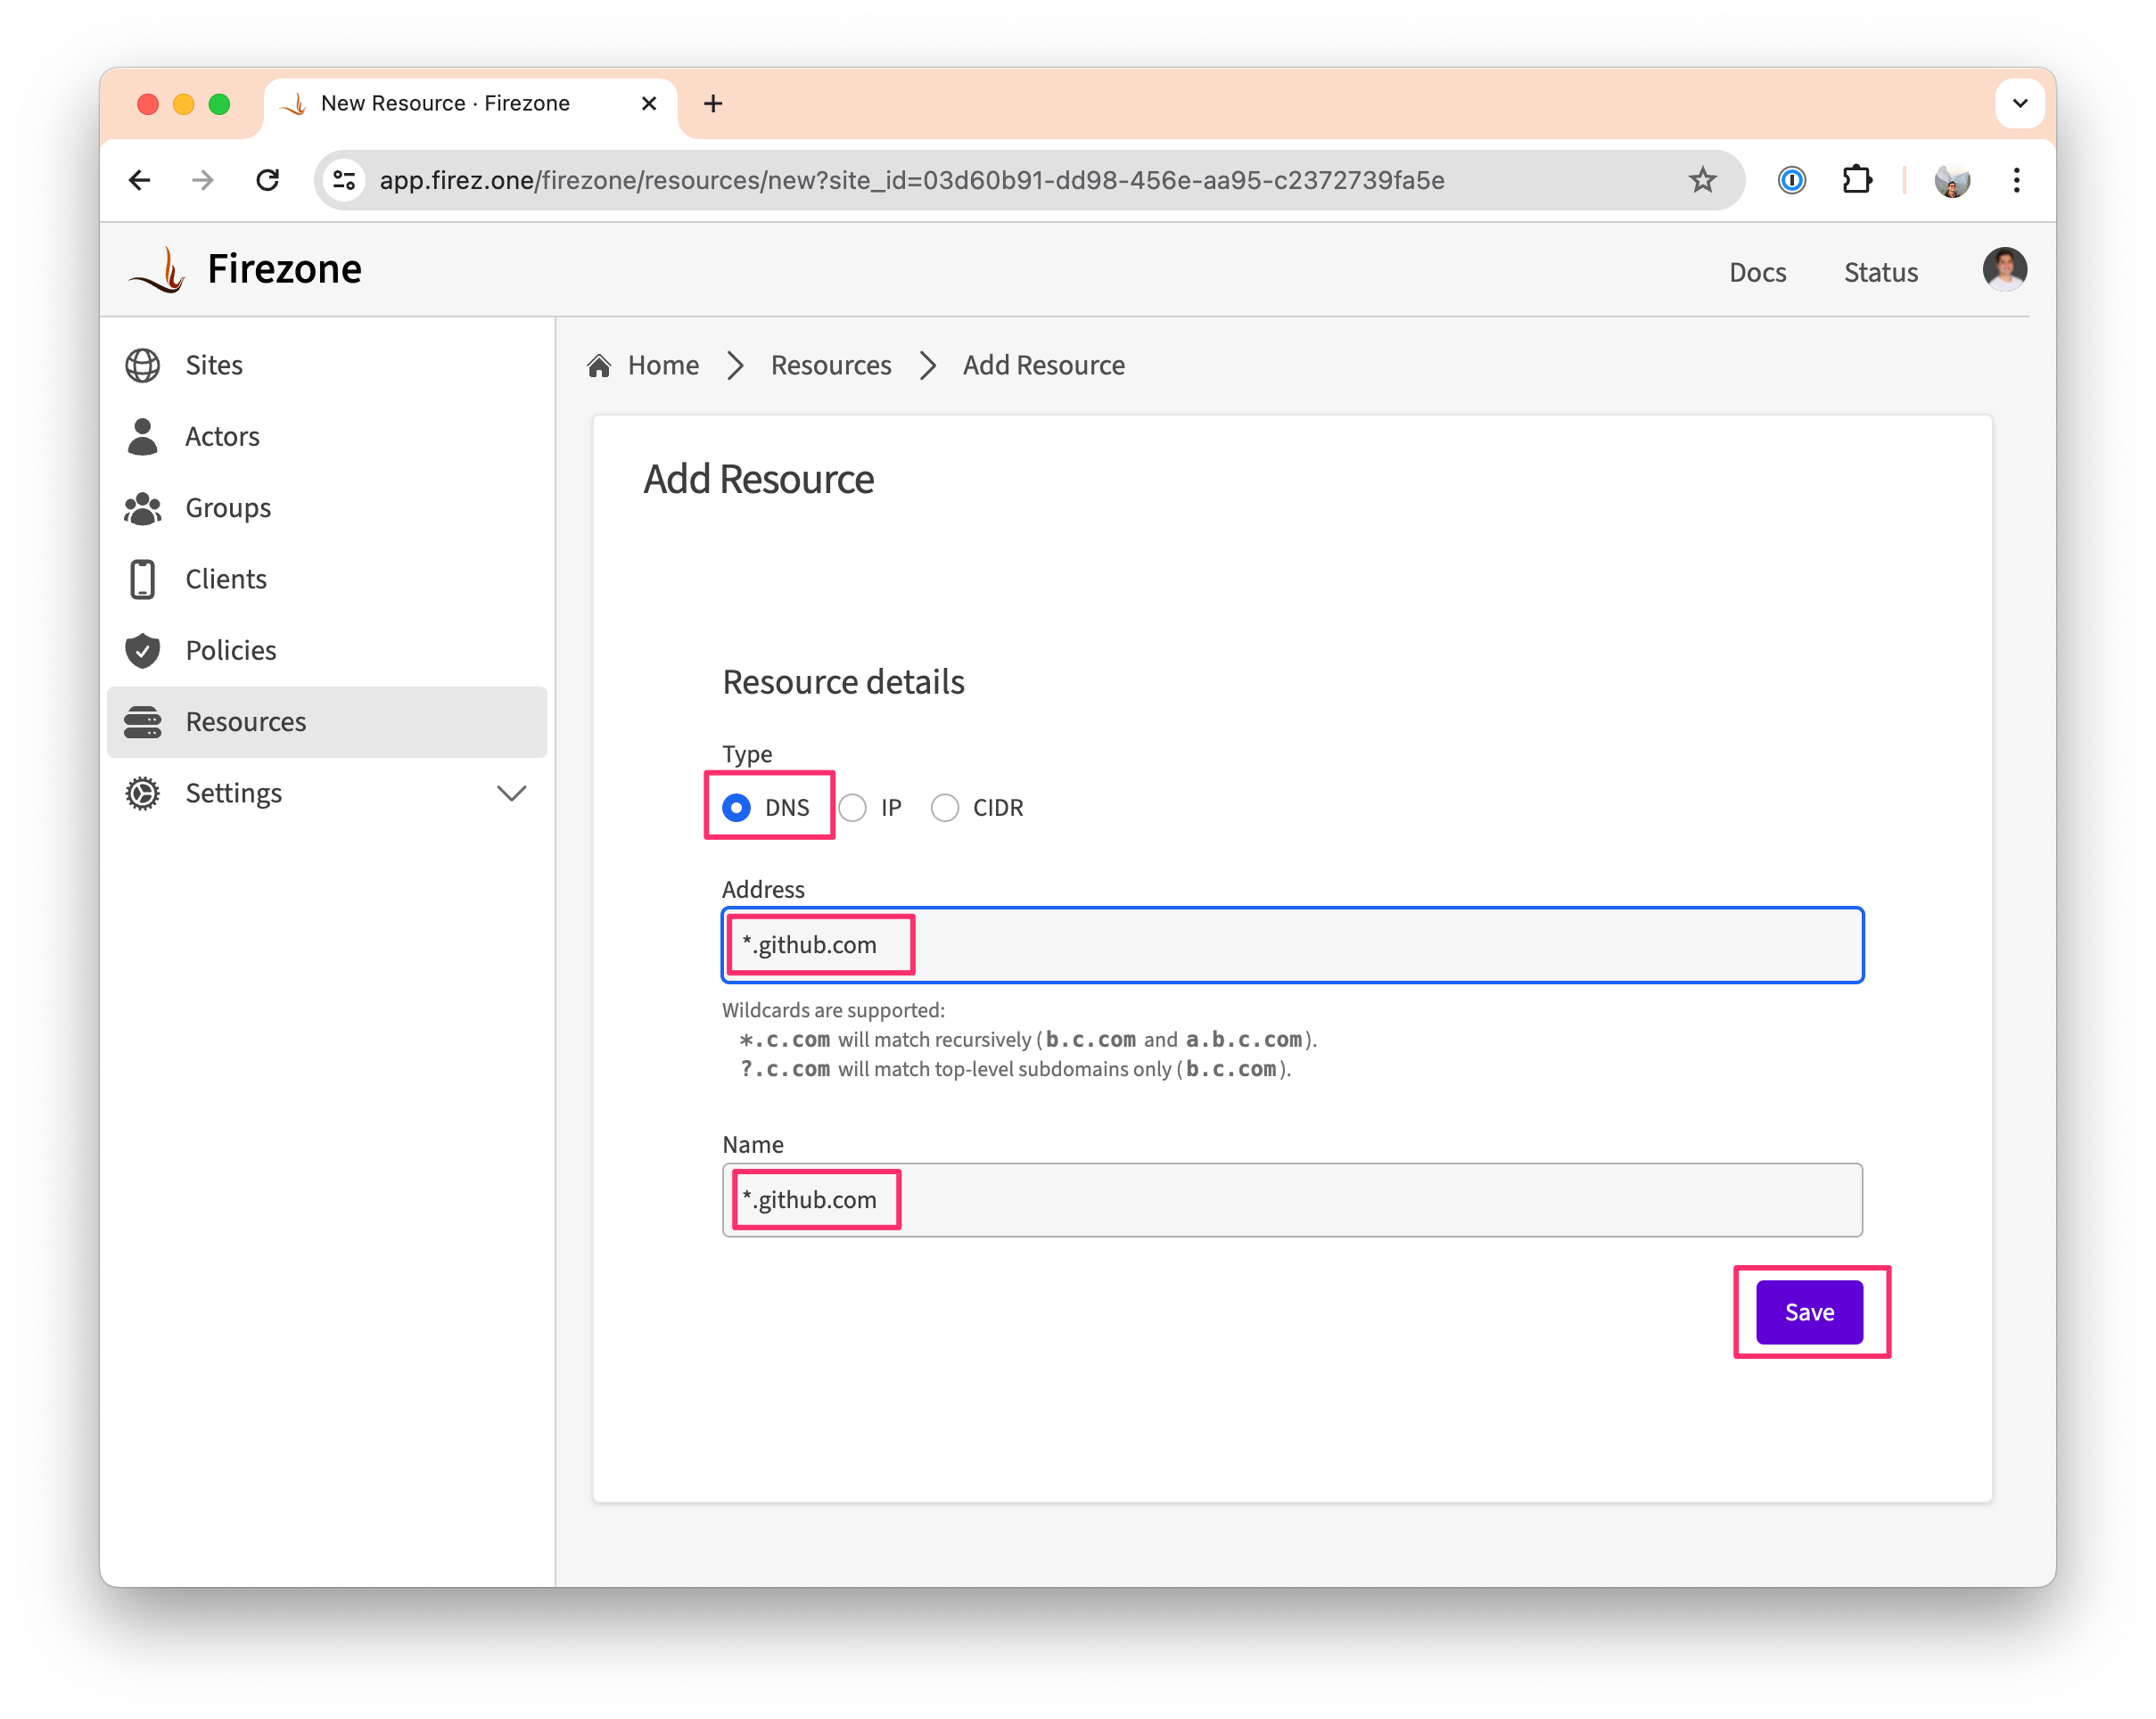 New Resource · Firezone
app.firez.one/firezone/resources/new?site_id=03d60b91-dd98-456e-aa95-c2372739fa5e
Firezone
Docs
Status
Sites
Actors
Groups
Clients
Policies
Resources
Settings
Home > Resources > Add Resource
Add Resource
Resource details
Type
DNS IP CIDR
Address
*.github.com
Wildcards are supported:
*.c.com will match recursively (b.c.com and a.b.c.com).
?.c.com will match top-level subdomains only (b.c.com).
Name
*.github.com
Save